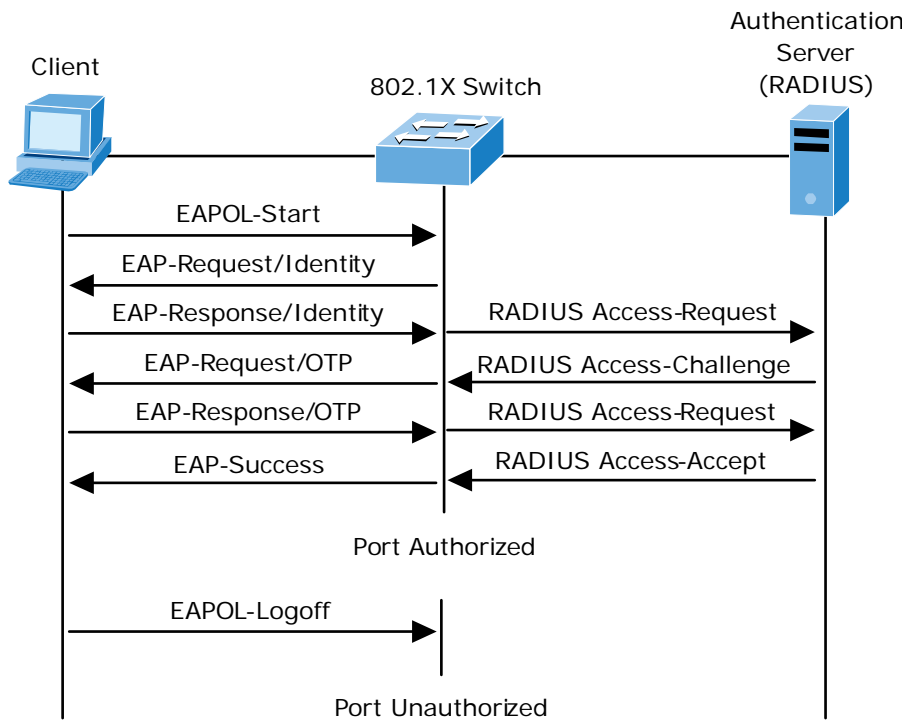 Authentication
Server
(RADIUS)
Client
802.1X Switch
EAPOL-Start
EAP-Request/Identity
EAP-Response/Identity
RADIUS Access-Request
EAP-Request/OTP
RADIUS Access-Challenge
EAP-Response/OTP
RADIUS Access-Request
EAP-Success
RADIUS Access-Accept
Port Authorized
EAPOL-Logoff
Port Unauthorized